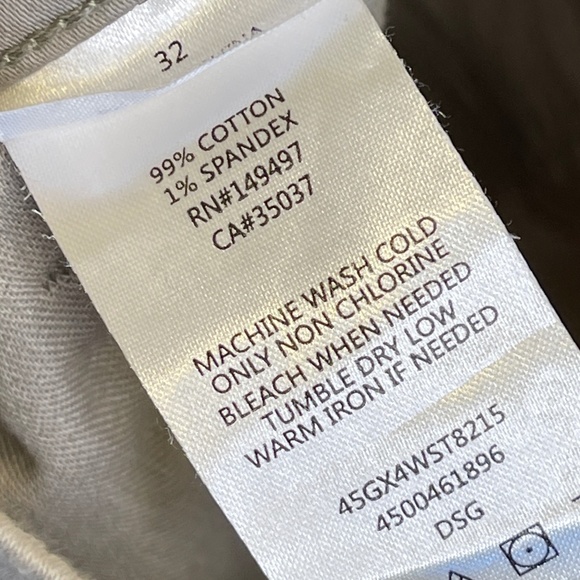 32
99% COTTON
1% SPANDEX
RN#149497
CA#35037
MACHINE WASH COLD
ONLY NON CHLORINE
BLEACH WHEN NEEDED
TUMBLE DRY LOW
WARM IRON IF NEEDED
45GX4WST8215
4500461896
DSG